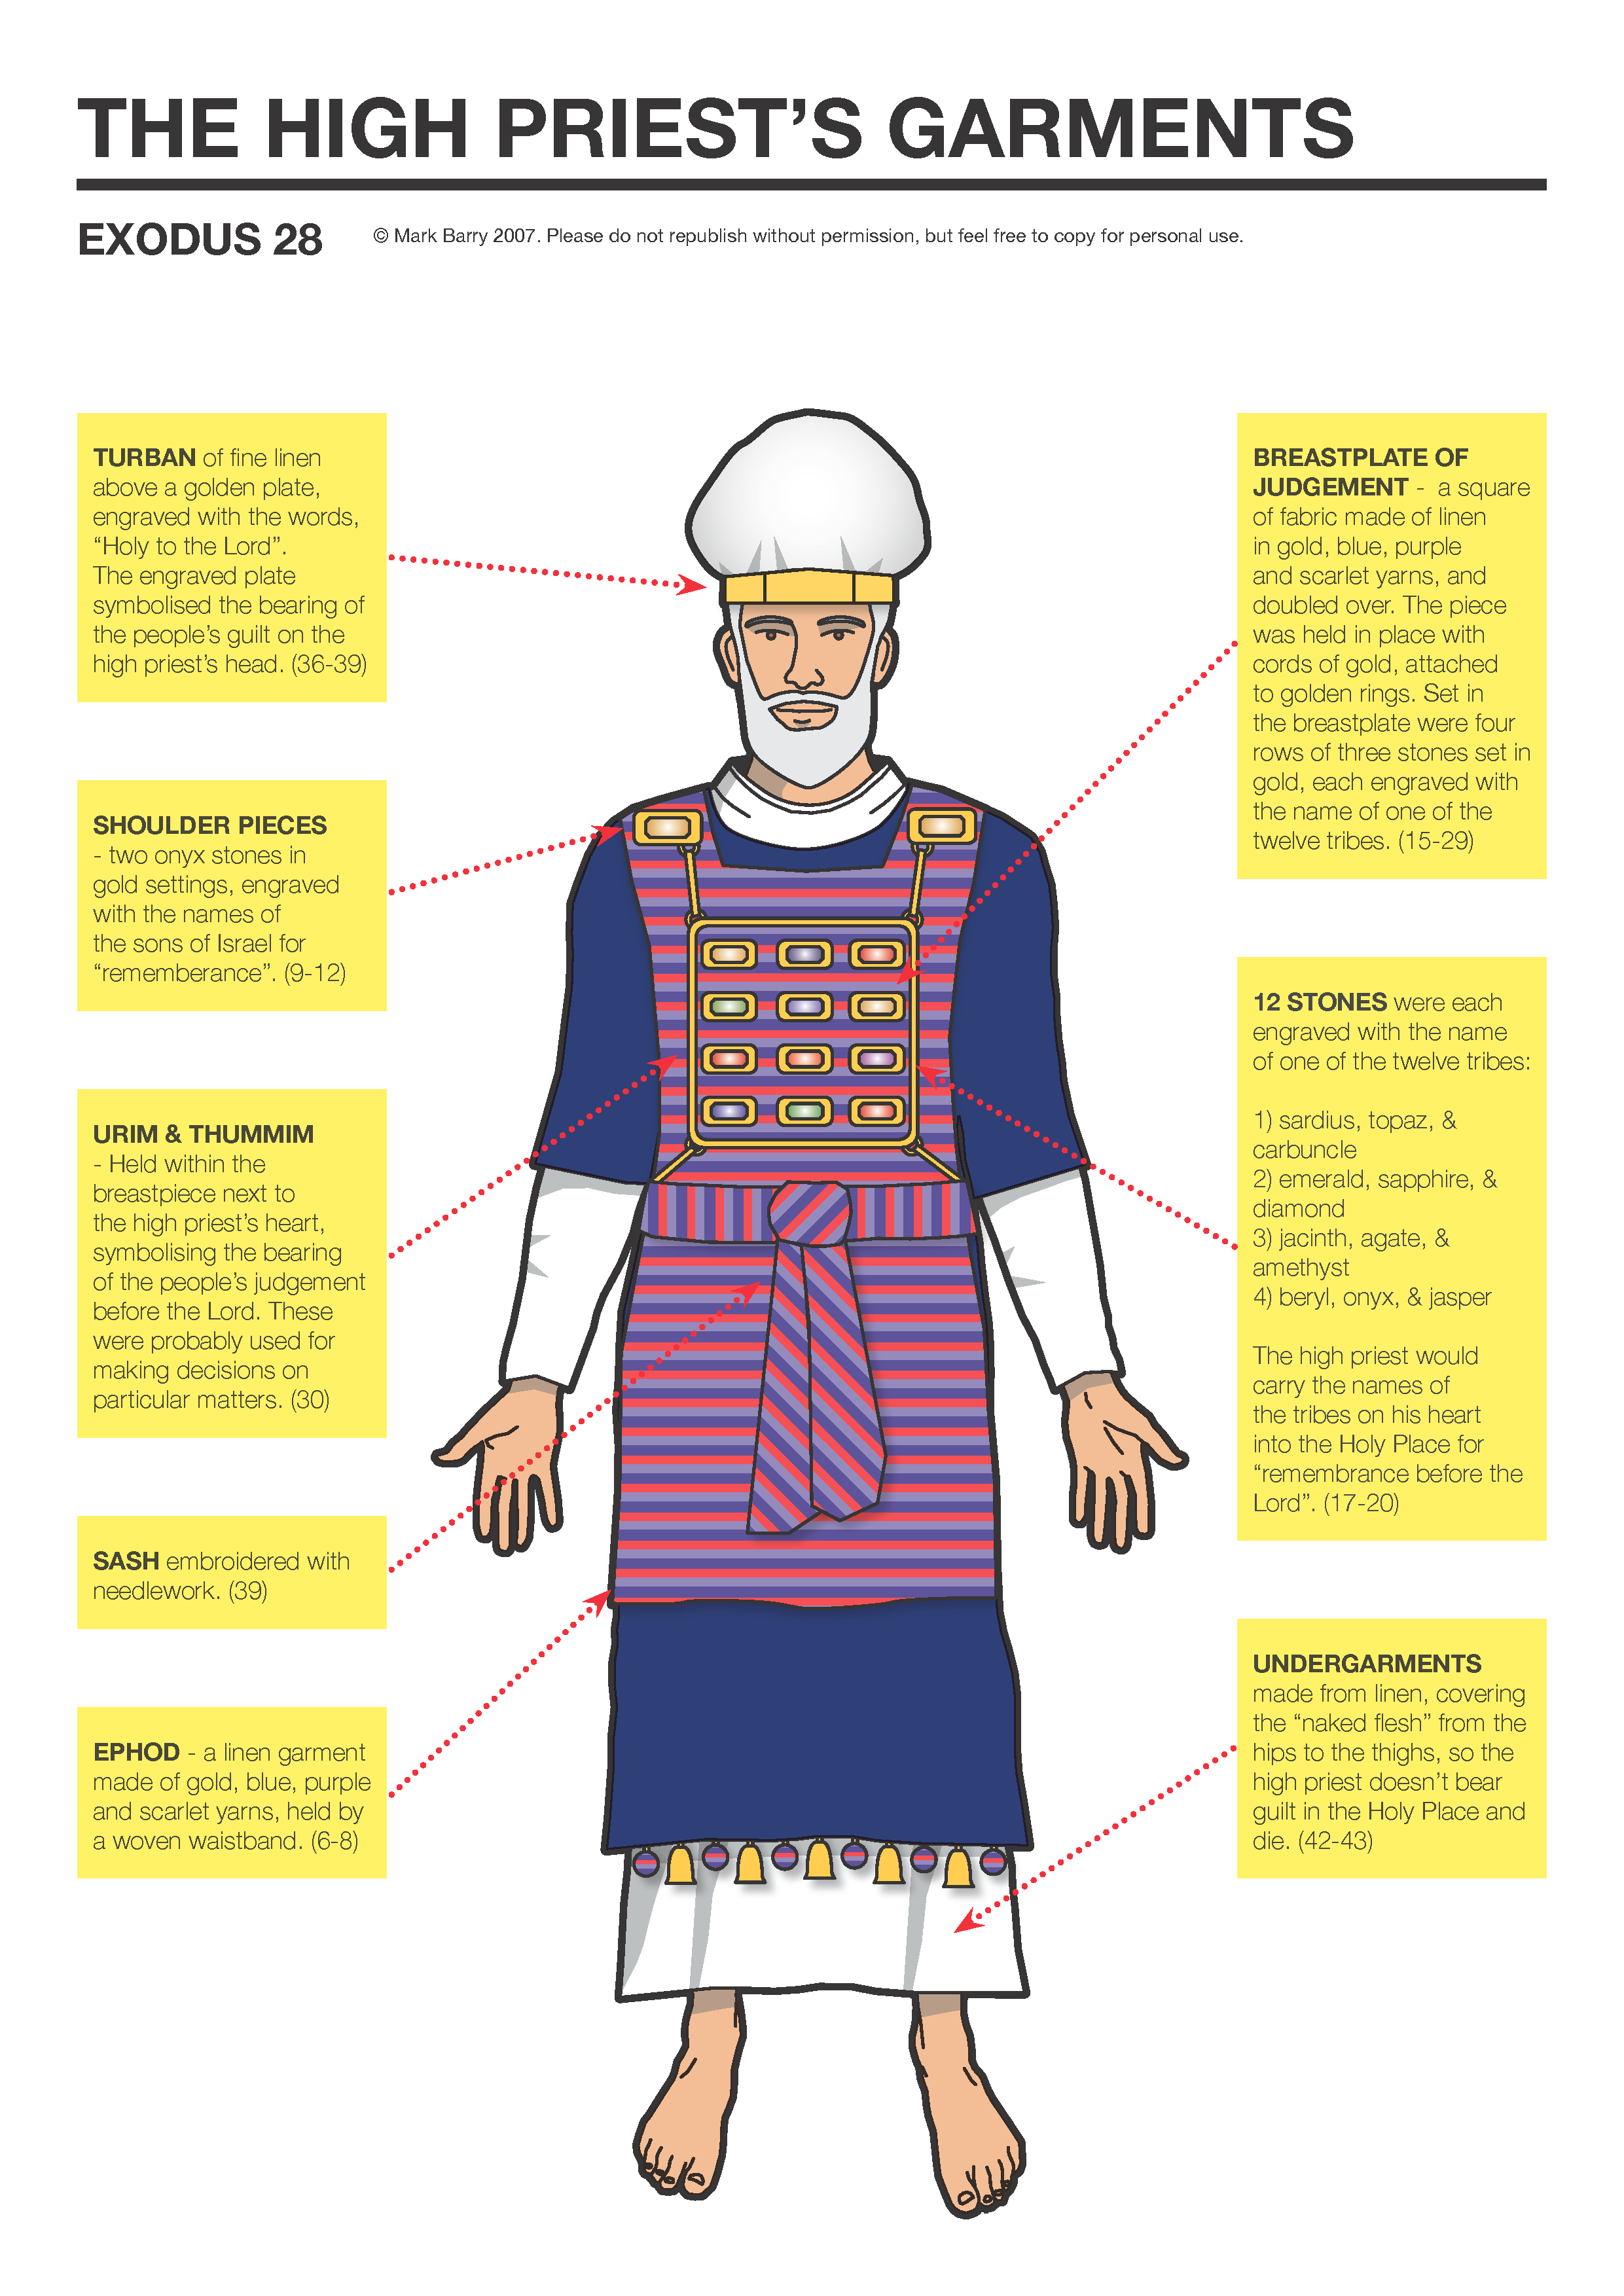 THE HIGH PRIEST’S GARMENTS
EXODUS 28
© Mark Barry 2007. Please do not republish without permission, but feel free to copy for personal use.
TURBAN of fine linen
above a golden plate,
engraved with the words,
“Holy to the Lord”.
The engraved plate
symbolised the bearing of
the people’s guilt on the
high priest’s head. (36-39)
SHOULDER PIECES
- two onyx stones in
gold settings, engraved
with the names of
the sons of Israel for
“rememberance”. (9-12)
URIM & THUMMIM
- Held within the
breastpiece next to
the high priest’s heart,
symbolising the bearing
of the people’s judgement
before the Lord. These
were probably used for
making decisions on
particular matters. (30)
SASH embroidered with
needlework. (39)
EPHOD - a linen garment
made of gold, blue, purple
and scarlet yarns, held by
a woven waistband. (6-8)
BREASTPLATE OF
JUDGEMENT - a square
of fabric made of linen
in gold, blue, purple
and scarlet yarns, and
doubled over. The piece
was held in place with
cords of gold, attached
to golden rings. Set in
the breastplate were four
rows of three stones set in
gold, each engraved with
the name of one of the
twelve tribes. (15-29)
12 STONES were each
engraved with the name
of one of the twelve tribes:
1) sardius, topaz, &
carbuncle
2) emerald, sapphire, &
diamond
3) jacinth, agate, &
amethyst
4) beryl, onyx, & jasper
The high priest would
carry the names of
the tribes on his heart
into the Holy Place for
“remembrance before the
Lord”. (17-20)
UNDERGARMENTS
made from linen, covering
the “naked flesh” from the
hips to the thighs, so the
high priest doesn’t bear
guilt in the Holy Place and
die. (42-43)